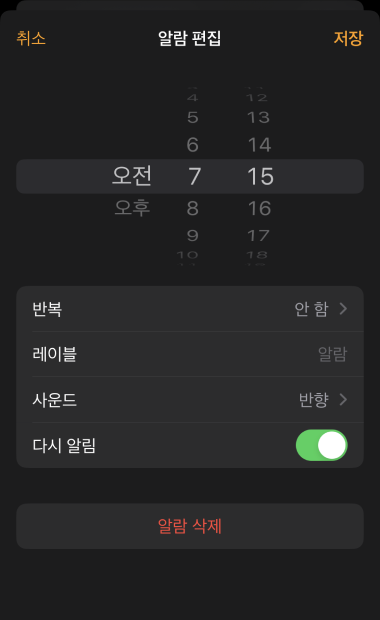 취소 알람 편집 저장
4 12
5 13
6 14
오전 7 15
오후 8 16
9 17
10 18
반복 안 함
레이블 알람
사운드 반향
다시 알림
알람 삭제